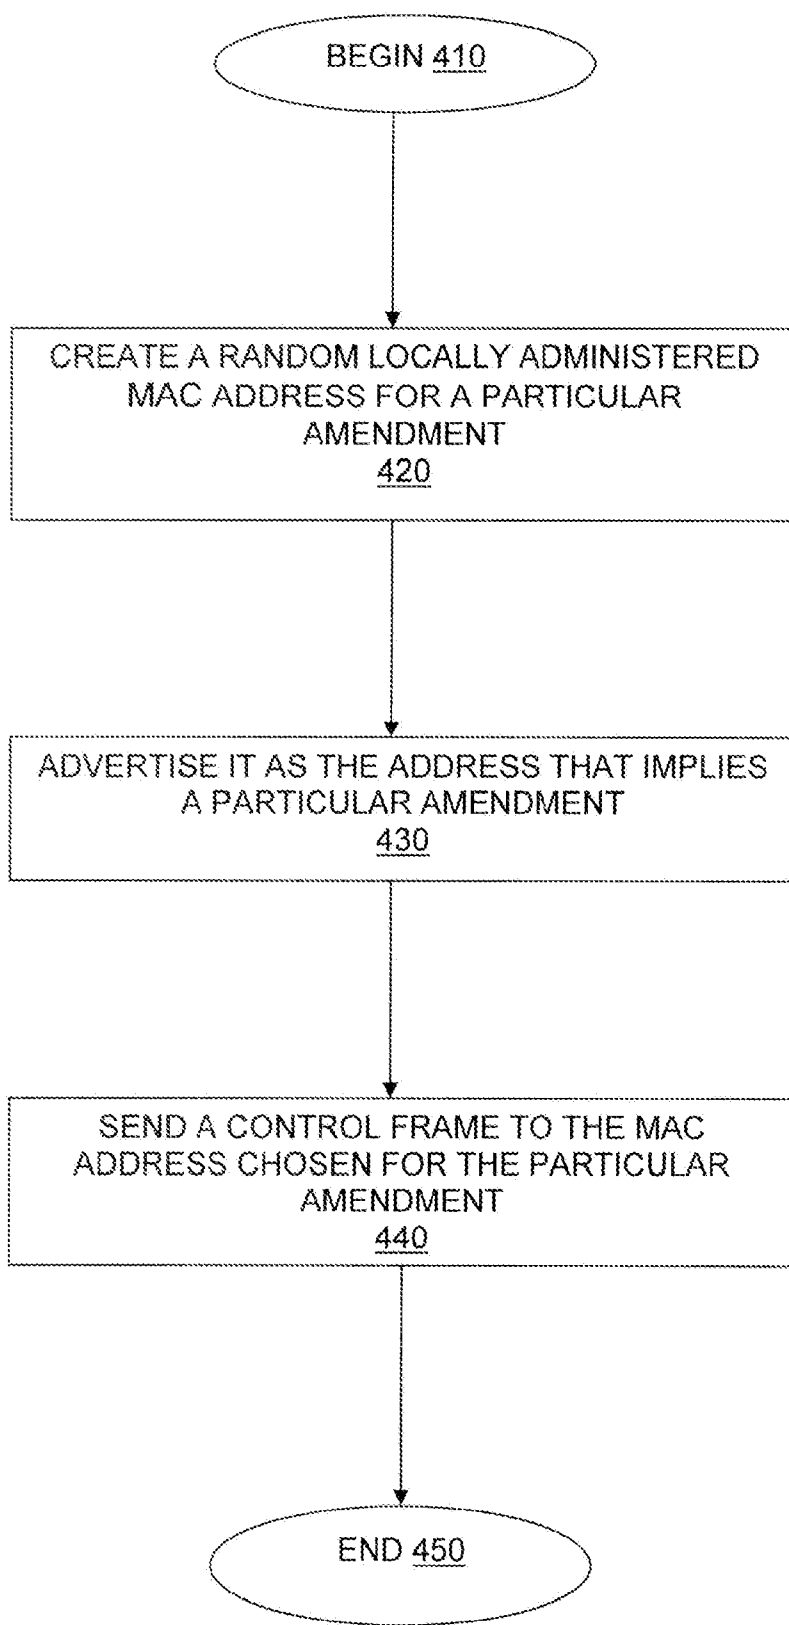 BEGIN 410
CREATE A RANDOM LOCALLY ADMINISTERED
MAC ADDRESS FOR A PARTICULAR
AMENDMENT
420
ADVERTISE IT AS THE ADDRESS THAT IMPLIES
A PARTICULAR AMENDMENT
430
SEND A CONTROL FRAME TO THE MAC
ADDRESS CHOSEN FOR THE PARTICULAR
AMENDMENT
440
END 450